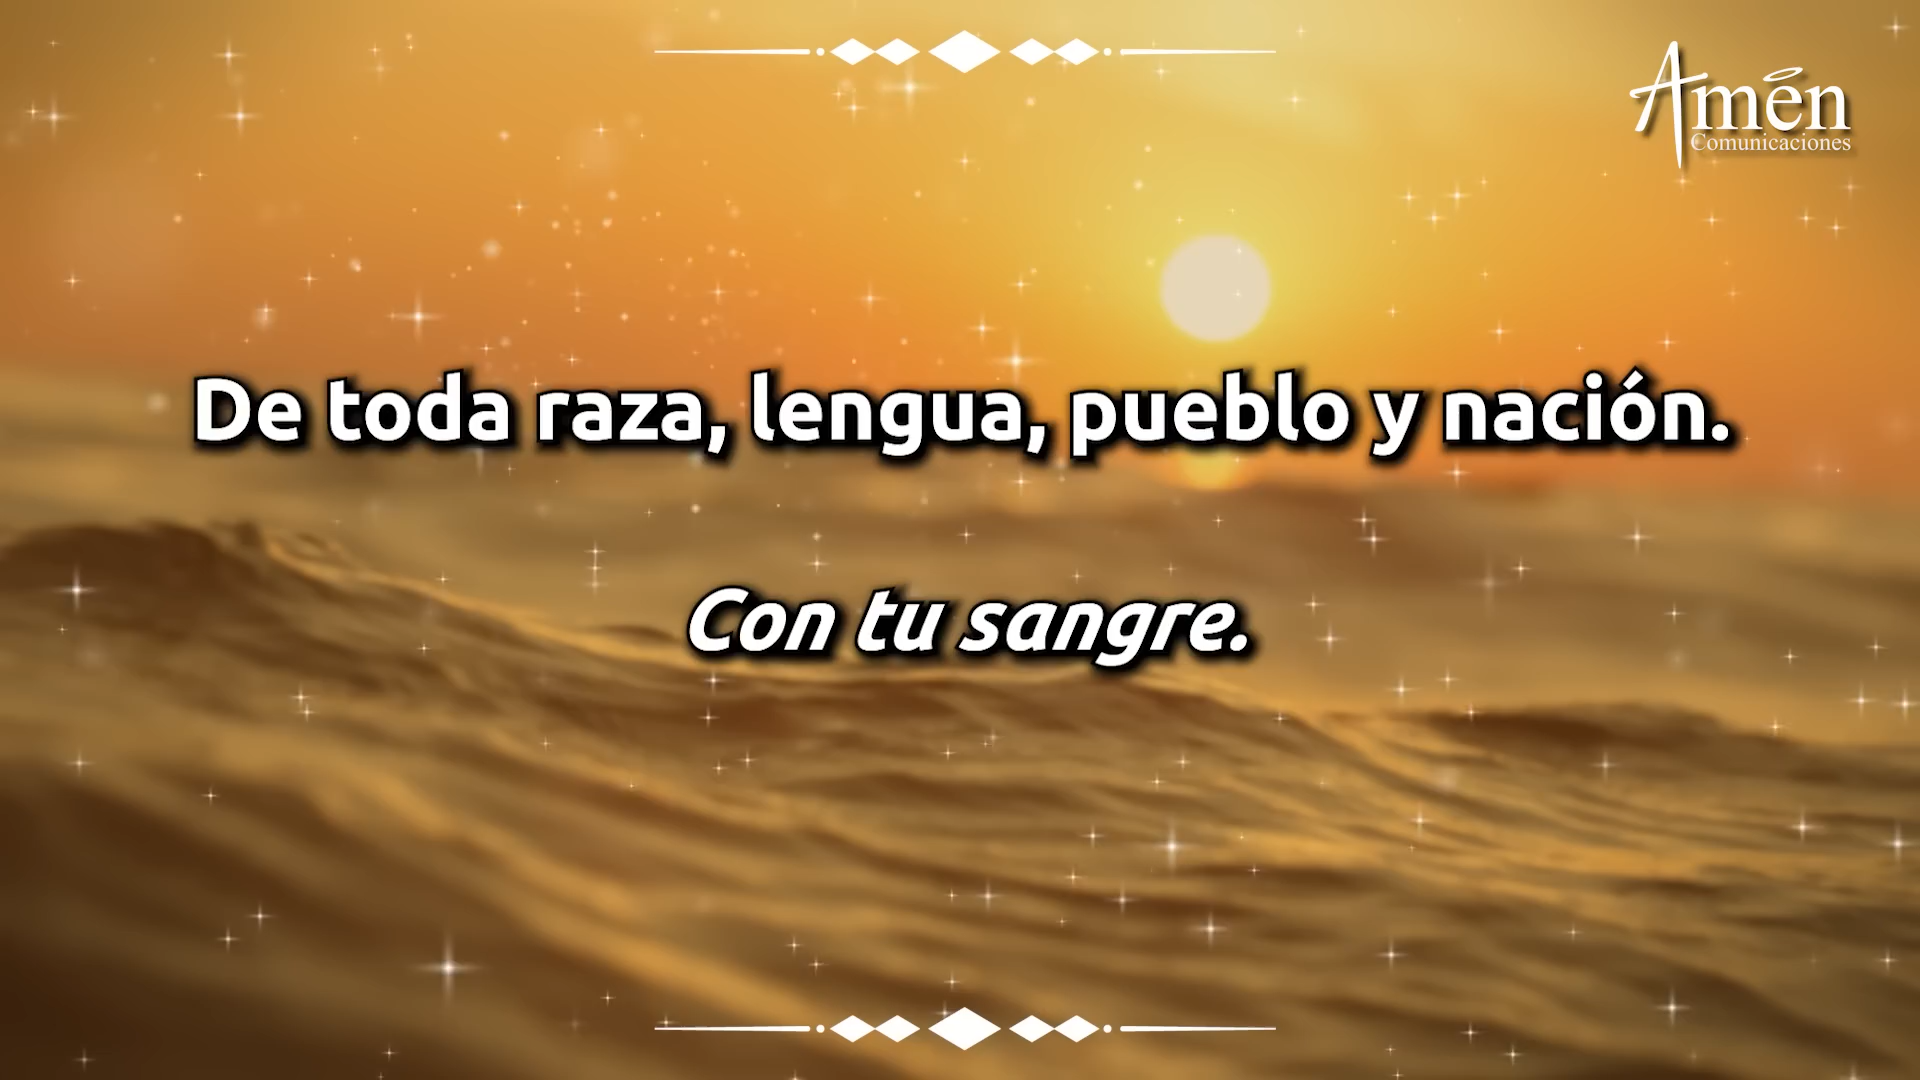 Amén
Comunicaciones
De toda raza, lengua, pueblo y nación.
Con tu sangre.